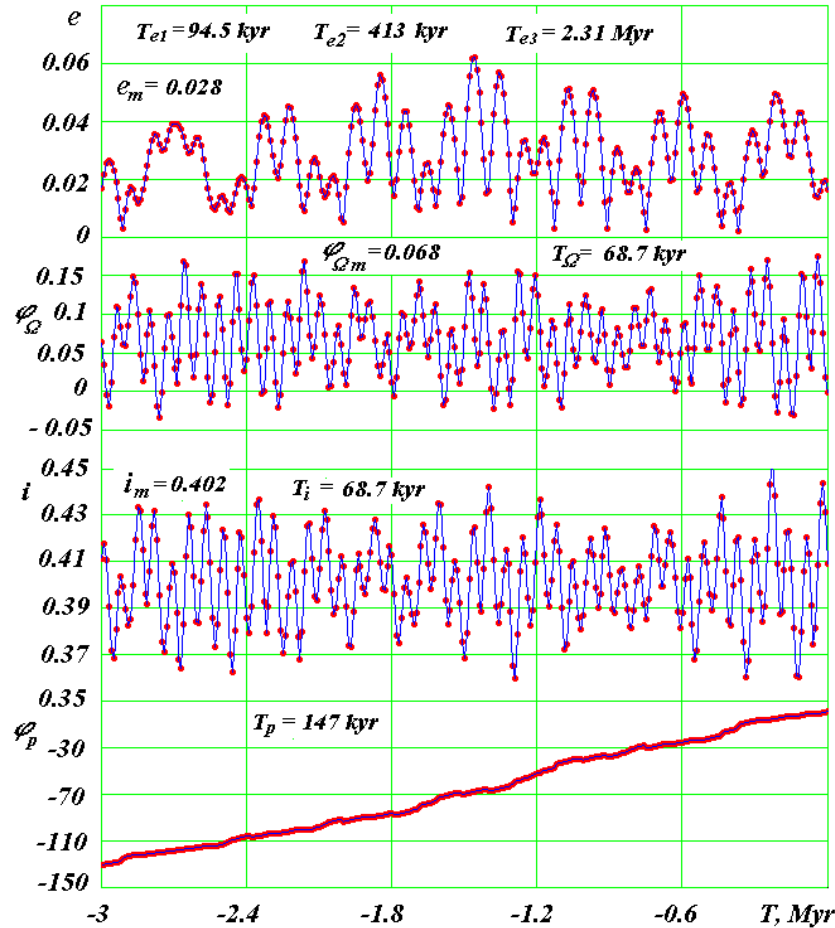 e
T_e1 = 94.5 kyr T_e2 = 413 kyr T_e3 = 2.31 Myr
0.06
e_m = 0.028
0.04
0.02
0
φ_Ωm = 0.068 T_Ω = 68.7 kyr
0.15
0.1
φ_Ω
0.05
0
- 0.05
0.45
i i_m = 0.402 T_i = 68.7 kyr
0.43
0.41
0.39
0.37
0.35
φ_p T_p = 147 kyr
-30
-70
-110
-150
-3 -2.4 -1.8 -1.2 -0.6 T, Myr